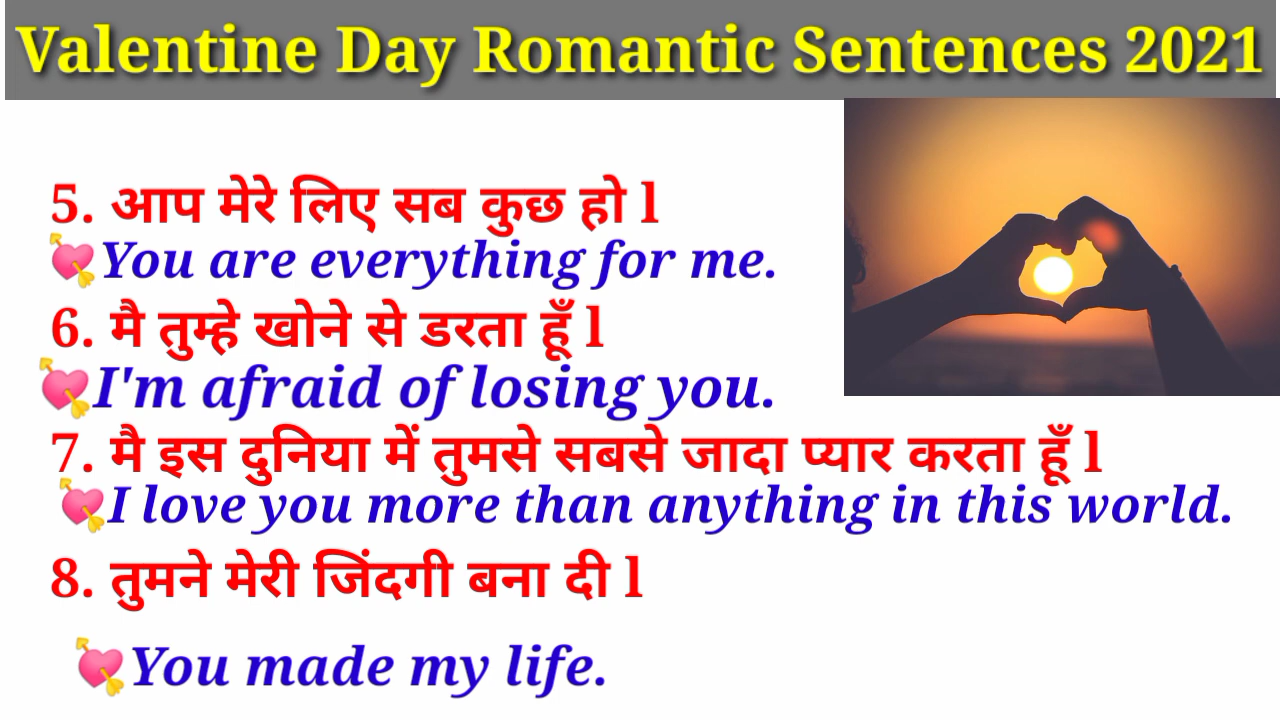 Valentine Day Romantic Sentences 2021
5. आप मेरे लिए सब कुछ हो l
💘You are everything for me.
6. मै तुम्हे खोने से डरता हूँ l
💘I'm afraid of losing you.
7. मै इस दुनिया में तुमसे सबसे जादा प्यार करता हूँ l
💘I love you more than anything in this world.
8. तुमने मेरी जिंदगी बना दी l
💘You made my life.